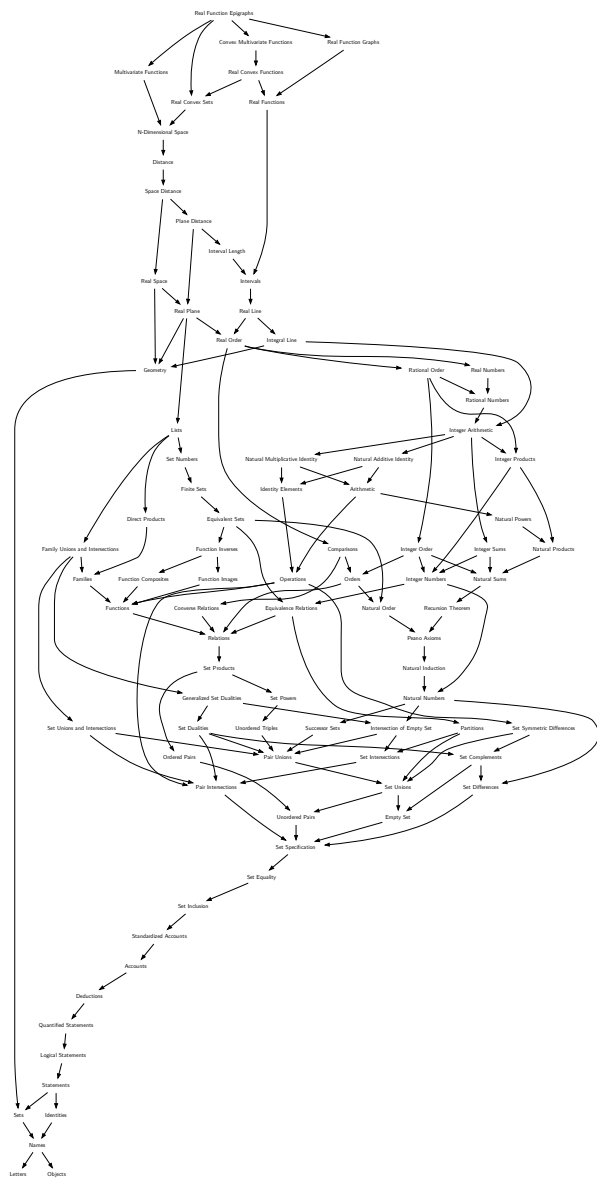 Real Function Epigraphs
Convex Multivariate Functions
Real Function Graphs
Multivariate Functions
Real Convex Functions
Real Convex Sets
Real Functions
N-Dimensional Space
Distance
Space Distance
Plane Distance
Interval Length
Real Space
Intervals
Real Plane
Real Line
Real Order
Integral Line
Geometry
Rational Order
Real Numbers
Rational Numbers
Lists
Integer Arithmetic
Set Numbers
Natural Multiplicative Identity
Natural Additive Identity
Integer Products
Finite Sets
Identity Elements
Arithmetic
Direct Products
Equivalent Sets
Natural Powers
Family Unions and Intersections
Function Inverses
Comparisons
Integer Order
Integer Sums
Natural Products
Families
Function Composites
Function Images
Operations
Orders
Integer Numbers
Natural Sums
Functions
Converse Relations
Equivalence Relations
Natural Order
Recursion Theorem
Relations
Peano Axioms
Set Products
Natural Induction
Generalized Set Dualities
Set Powers
Natural Numbers
Set Unions and Intersections
Set Dualities
Unordered Triples
Successor Sets
Intersection of Empty Set
Partitions
Set Symmetric Differences
Ordered Pairs
Pair Unions
Set Intersections
Set Complements
Pair Intersections
Set Unions
Set Differences
Unordered Pairs
Empty Set
Set Specification
Set Equality
Set Inclusion
Standardized Accounts
Accounts
Deductions
Quantified Statements
Logical Statements
Statements
Sets
Identities
Names
Letters
Objects